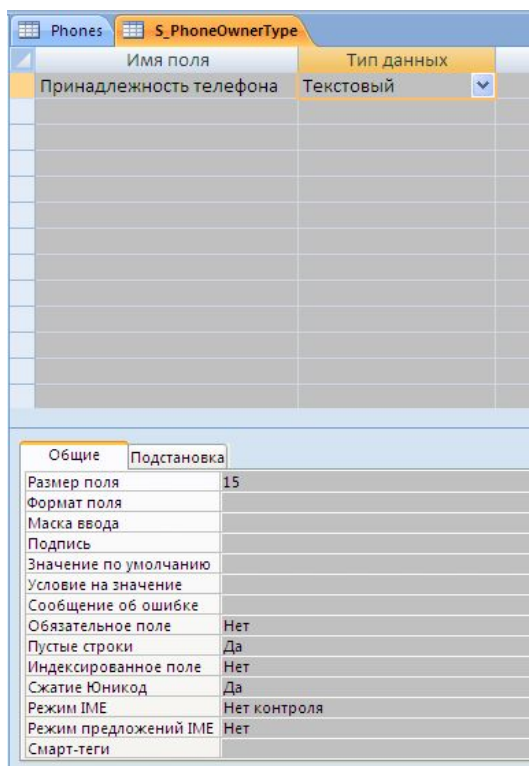 Phones S_PhoneOwnerType
Имя поля Тип данных
Принадлежность телефона Текстовый
Общие Подстановка
Размер поля 15
Формат поля
Маска ввода
Подпись
Значение по умолчанию
Условие на значение
Сообщение об ошибке
Обязательное поле Нет
Пустые строки Да
Индексированное поле Нет
Сжатие Юникод Да
Режим IME Нет контроля
Режим предложений IME Нет
Смарт-теги